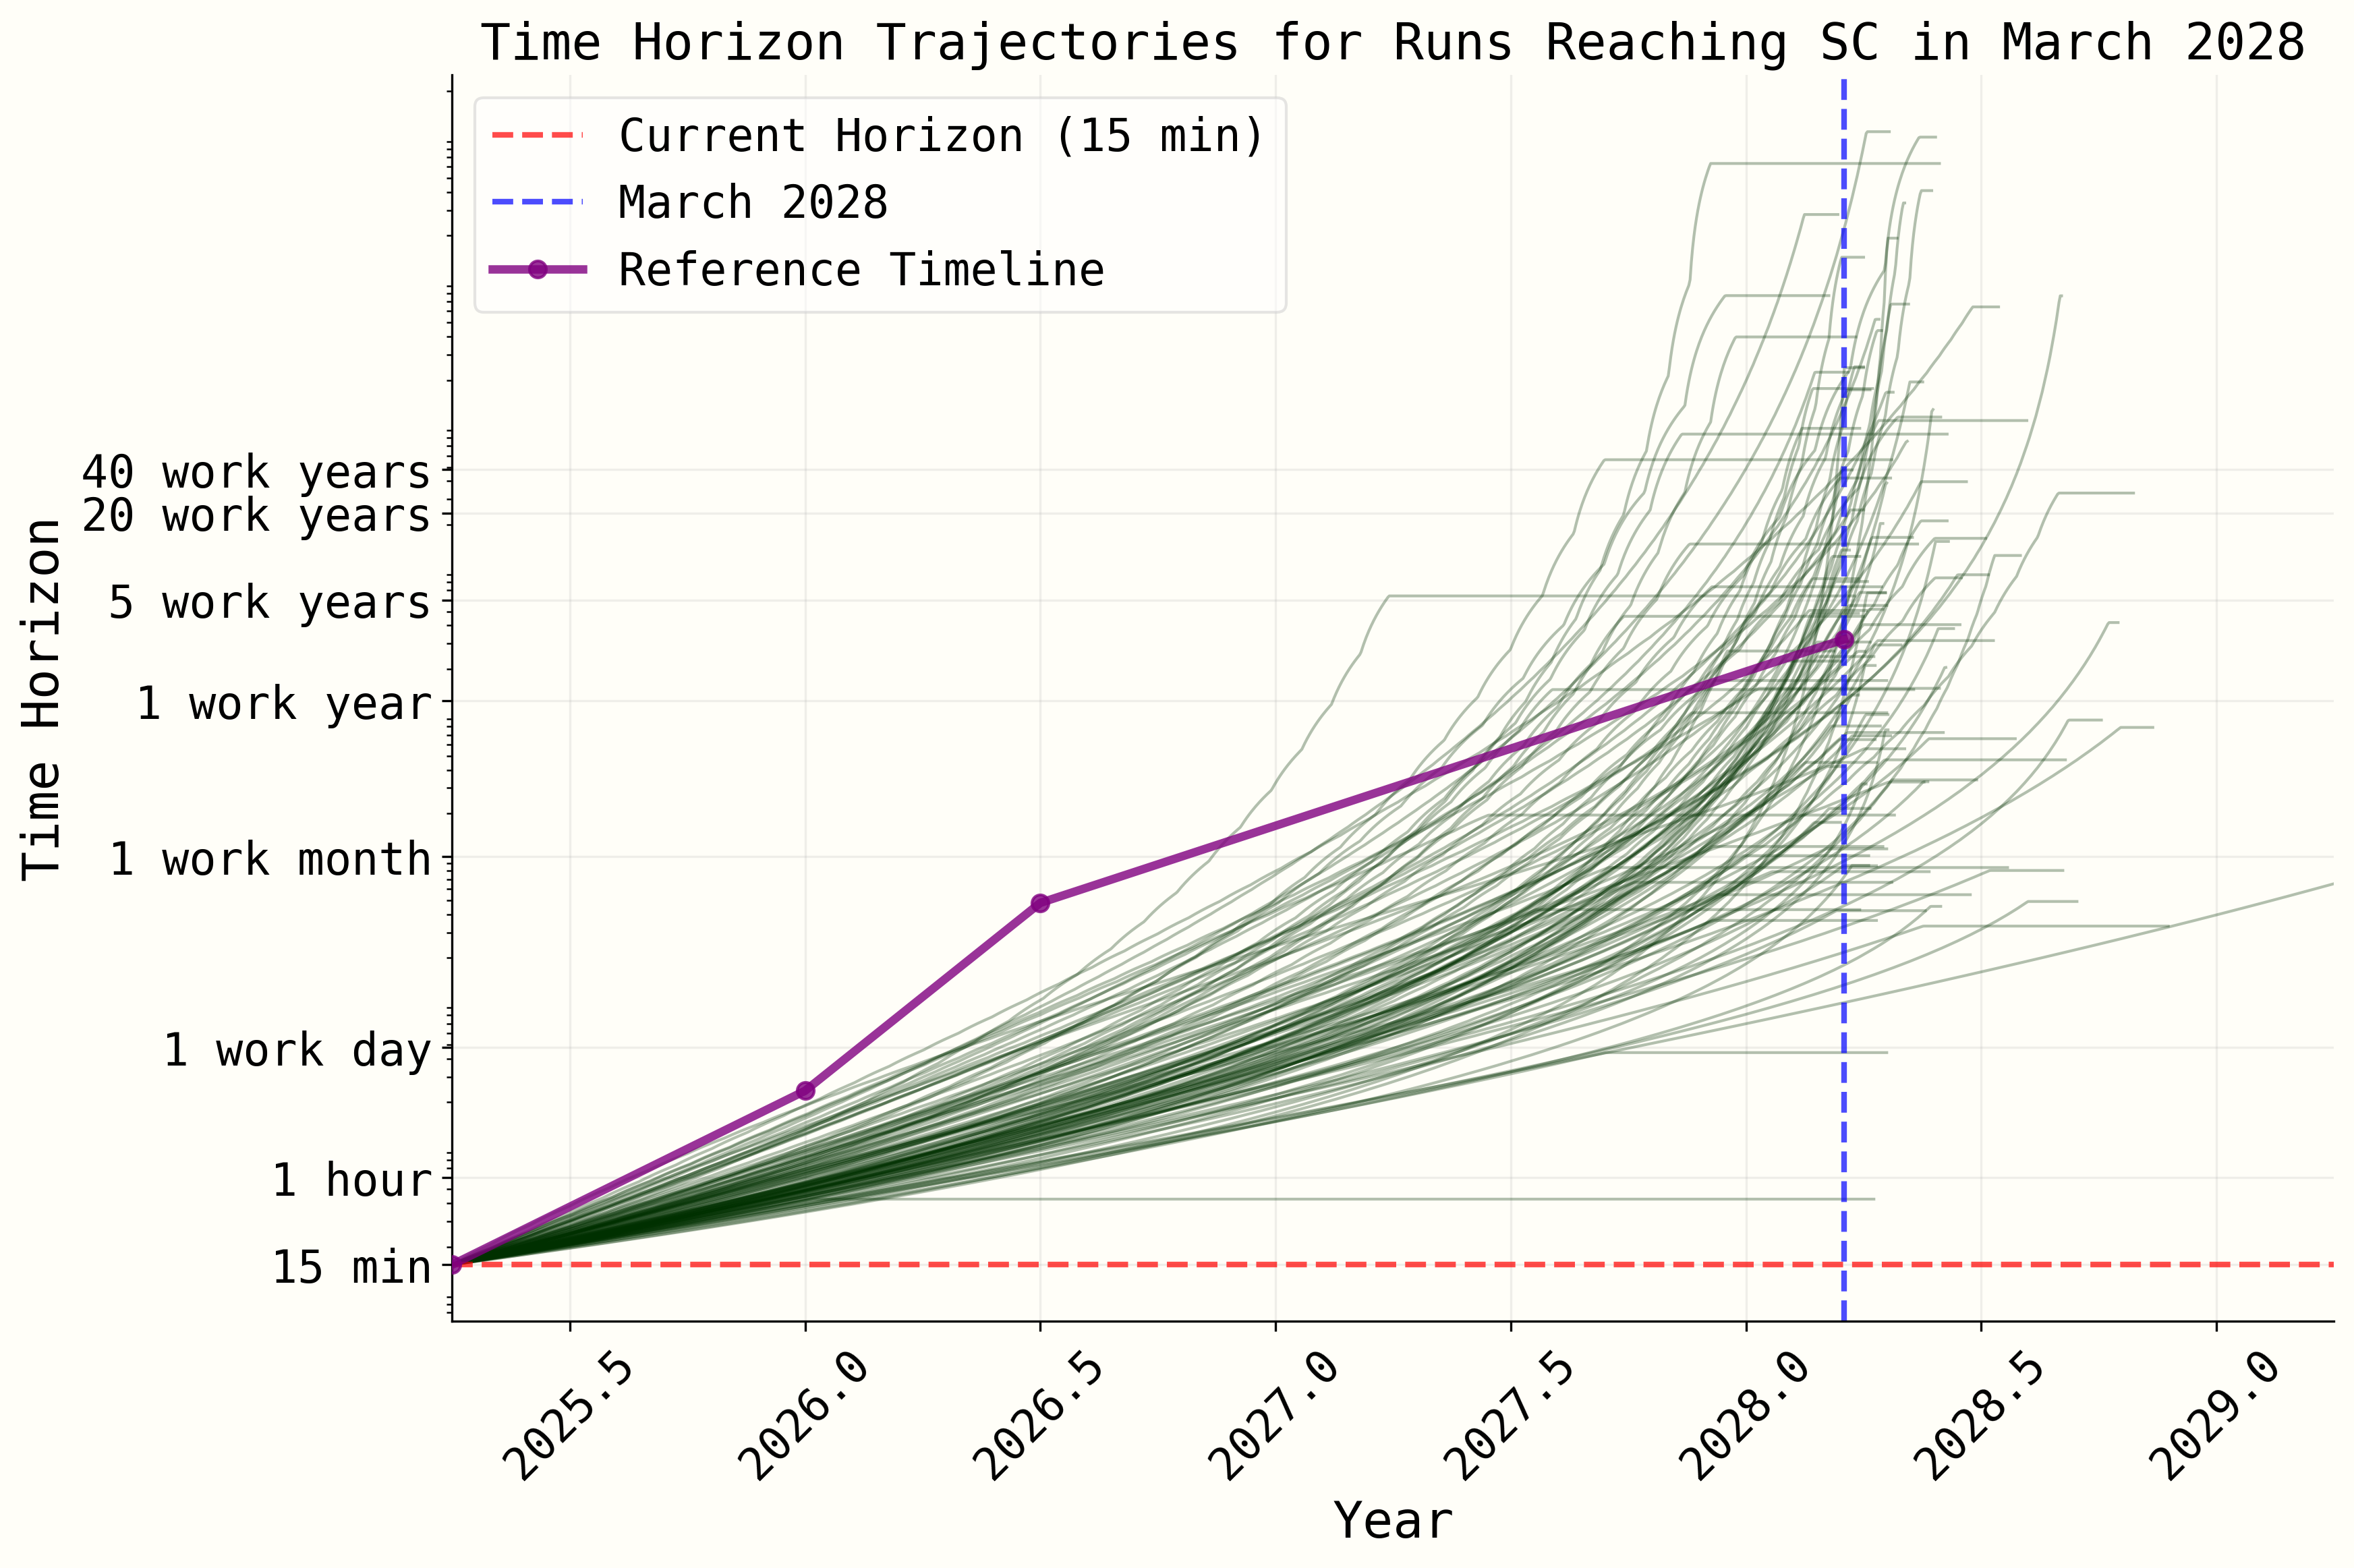 Time Horizon Trajectories for Runs Reaching SC in March 2028
Current Horizon (15 min)
March 2028
Reference Timeline
Time Horizon
40 work years
20 work years
5 work years
1 work year
1 work month
1 work day
1 hour
15 min
2025.5
2026.0
2026.5
2027.0
2027.5
2028.0
2028.5
2029.0
Year